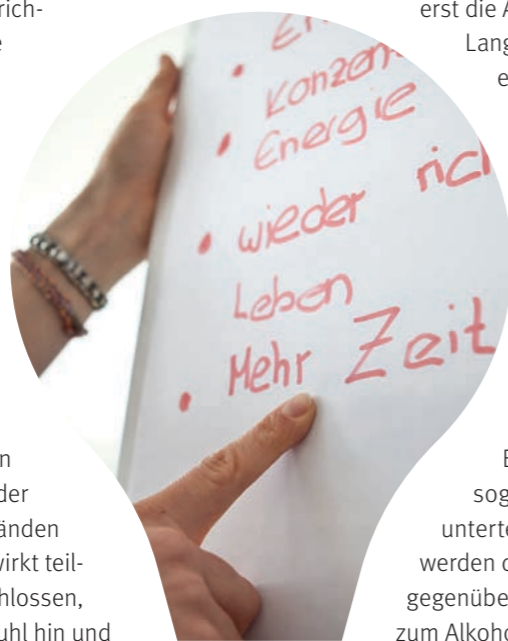 rich-
e
n
der
änden
wirkt teil-
hlossen,
uhl hin und
• 
Konzen
• Energie
• wieder ric
Leben
• Mehr Zeit
erst die A
Lang
e
E
sog
unterte
werden d
gegenübe
zum Alkoho